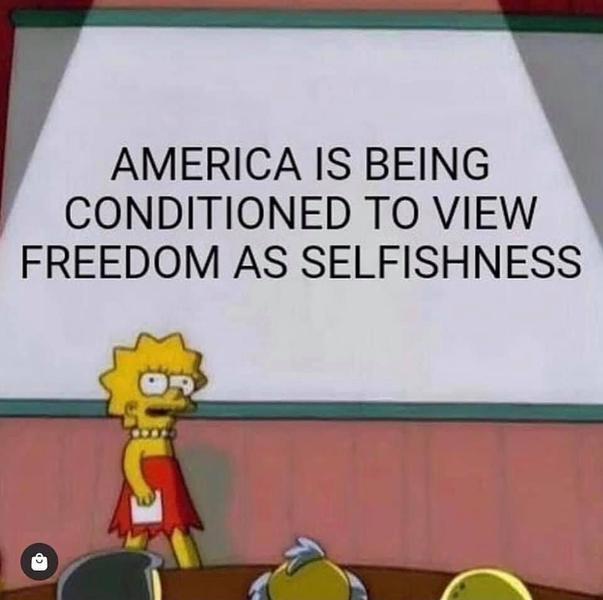 AMERICA IS BEING
CONDITIONED TO VIEW
FREEDOM AS SELFISHNESS